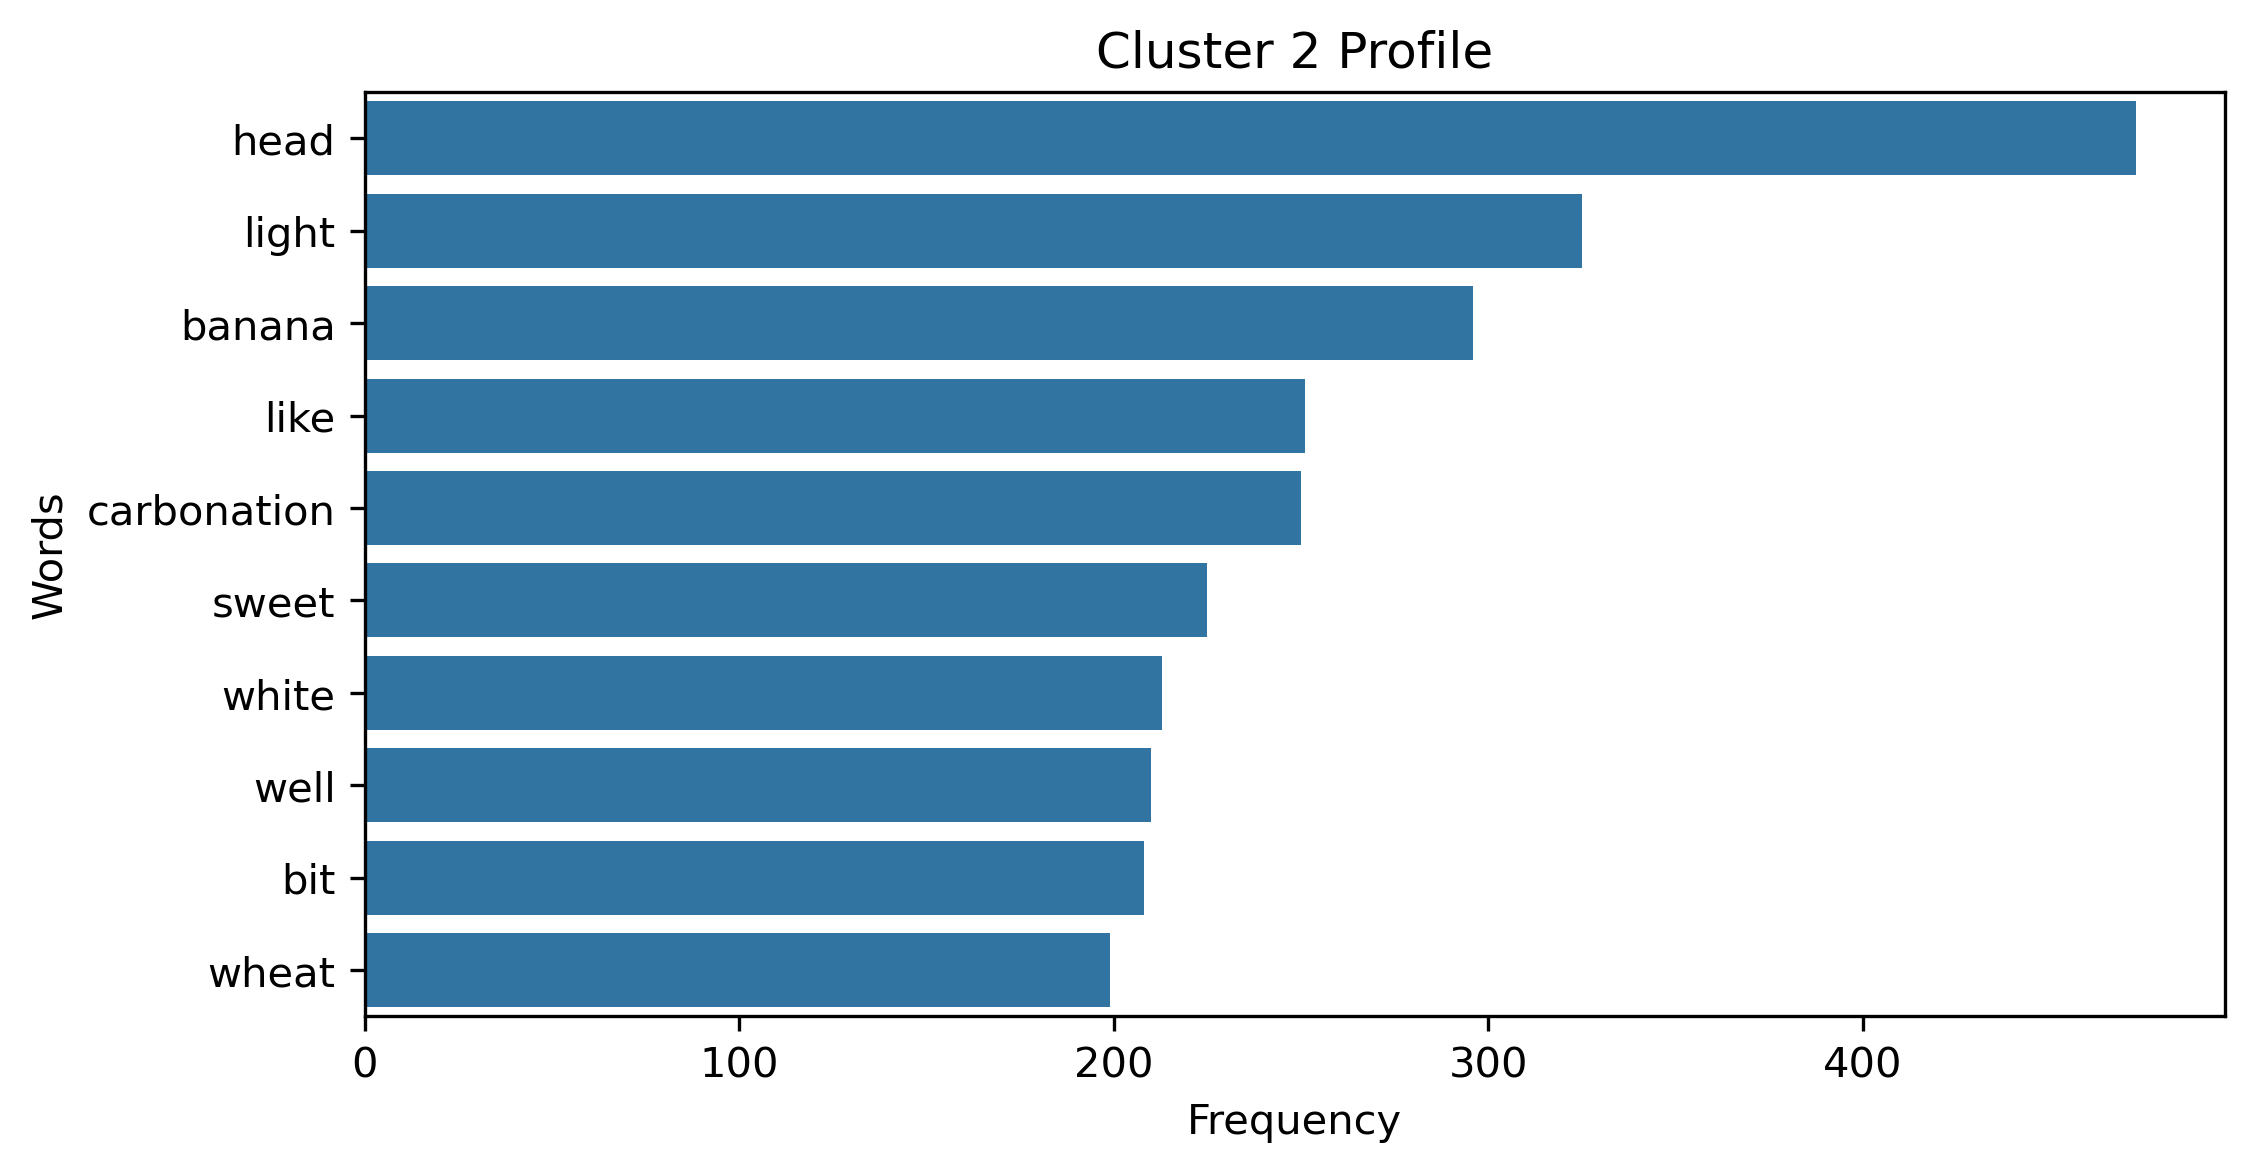 Cluster 2 Profile
head
light
banana
like
carbonation
sweet
white
well
bit
wheat
Words
0 100 200 300 400
Frequency